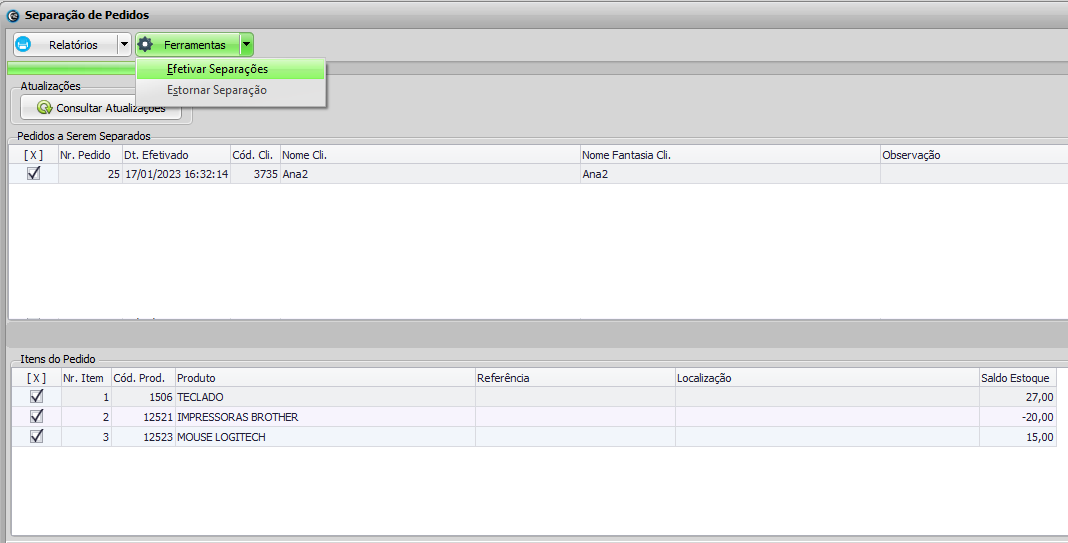 Separação de Pedidos
Relatórios Ferramentas
Efetivar Separações
Estornar Separação
Atualizações
Consultar Atualizações
Pedidos a Serem Separados
[ X ] Nr. Pedido Dt. Efetivado Cód. Cli. Nome Cli. Nome Fantasia Cli. Observação
25 17/01/2023 16:32:14 3735 Ana2 Ana2
Itens do Pedido
[ X ] Nr. Item Cód. Prod. Produto Referência Localização Saldo Estoque
1 1506 TECLADO 27,00
2 12521 IMPRESSORAS BROTHER -20,00
3 12523 MOUSE LOGITECH 15,00